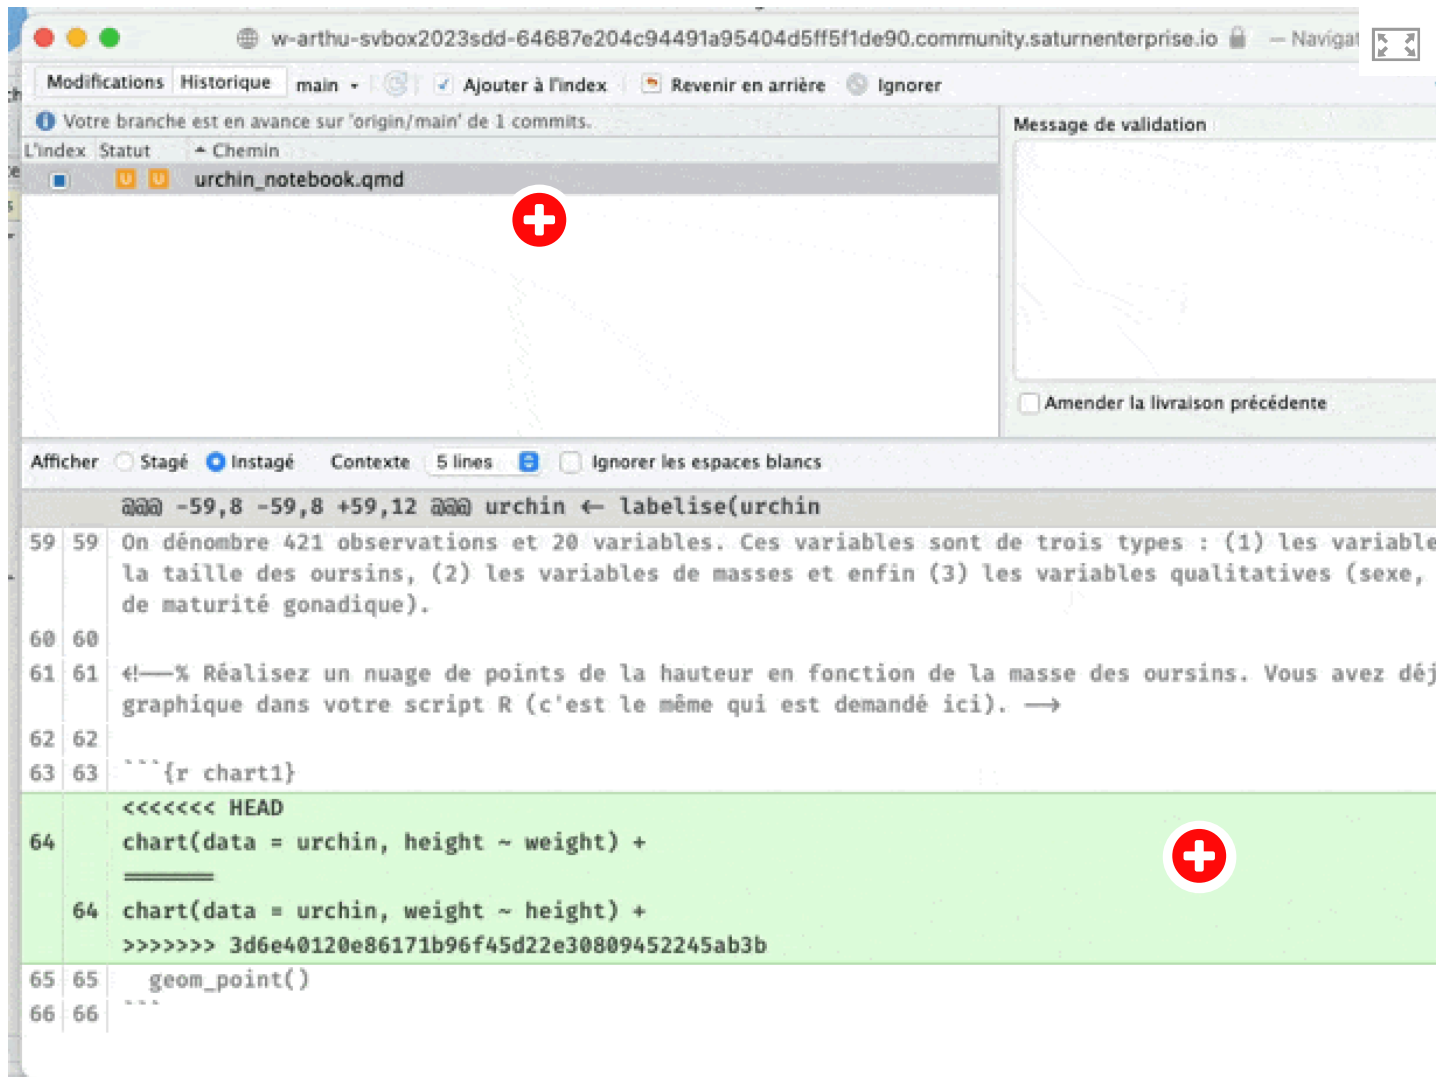 w-arthu-svbox2023sdd-64687e204c94491a95404d5ff5f1de90.community.saturnenterprise.io — Navigat
Modifications Historique main Ajouter à l'index Revenir en arrière Ignorer
Votre branche est en avance sur 'origin/main' de 1 commits.
Message de validation
L'index Statut Chemin
U U urchin_notebook.qmd
Amender la livraison précédente
Afficher Stagé Instagé Contexte 5 lines Ignorer les espaces blancs
@@@ -59,8 -59,8 +59,12 @@@ urchin <- labelise(urchin
59 59 On dénombre 421 observations et 20 variables. Ces variables sont de trois types : (1) les variable
la taille des oursins, (2) les variables de masses et enfin (3) les variables qualitatives (sexe,
de maturité gonadique).
60 60
61 61 <!--% Réalisez un nuage de points de la hauteur en fonction de la masse des oursins. Vous avez déj
graphique dans votre script R (c'est le même qui est demandé ici). -->
62 62
63 63 ```{r chart1}
<<<<<<< HEAD
64 chart(data = urchin, height ~ weight) +
=======
64 chart(data = urchin, weight ~ height) +
>>>>>>> 3d6e40120e86171b96f45d22e30809452245ab3b
65 65 geom_point()
66 66 ```